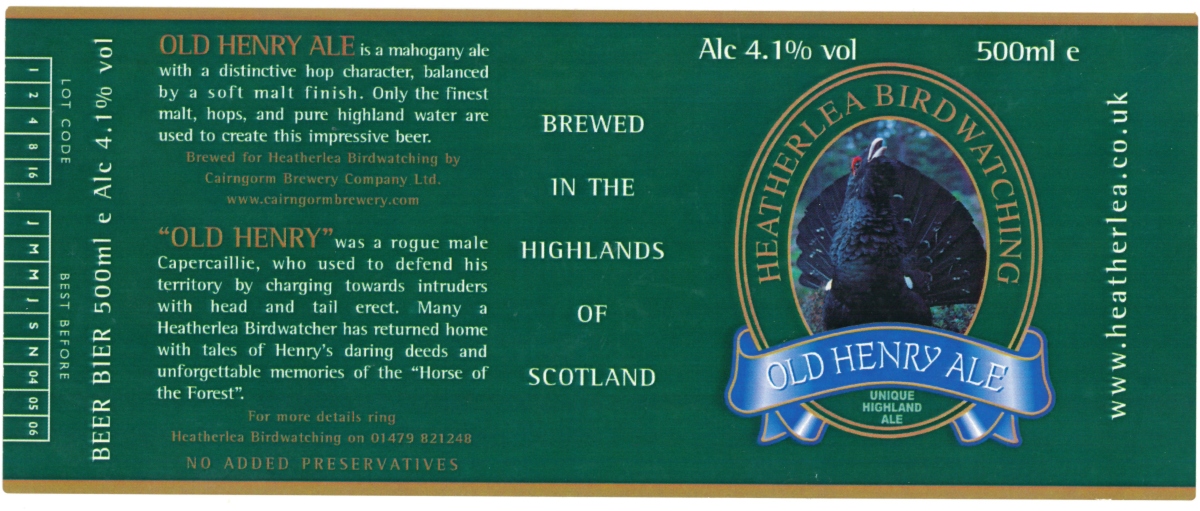 LOT CODE
1 2 4 8 16
BEST BEFORE
J M M J S N 04 05 06
BEER BIER 500ml e Alc 4.1% vol
OLD HENRY ALE is a mahogany ale
with a distinctive hop character, balanced
by a soft malt finish. Only the finest
malt, hops, and pure highland water are
used to create this impressive beer.
Brewed for Heatherlea Birdwatching by
Cairngorm Brewery Company Ltd.
www.cairngormbrewery.com
“OLD HENRY” was a rogue male
Capercaillie, who used to defend his
territory by charging towards intruders
with head and tail erect. Many a
Heatherlea Birdwatcher has returned home
with tales of Henry's daring deeds and
unforgettable memories of the “Horse of
the Forest”.
For more details ring
Heatherlea Birdwatching on 01479 821248
NO ADDED PRESERVATIVES
BREWED
IN THE
HIGHLANDS
OF
SCOTLAND
Alc 4.1% vol
500ml e
HEATHERLEA BIRDWATCHING
OLD HENRY ALE
UNIQUE
HIGHLAND
ALE
www.heatherlea.co.uk